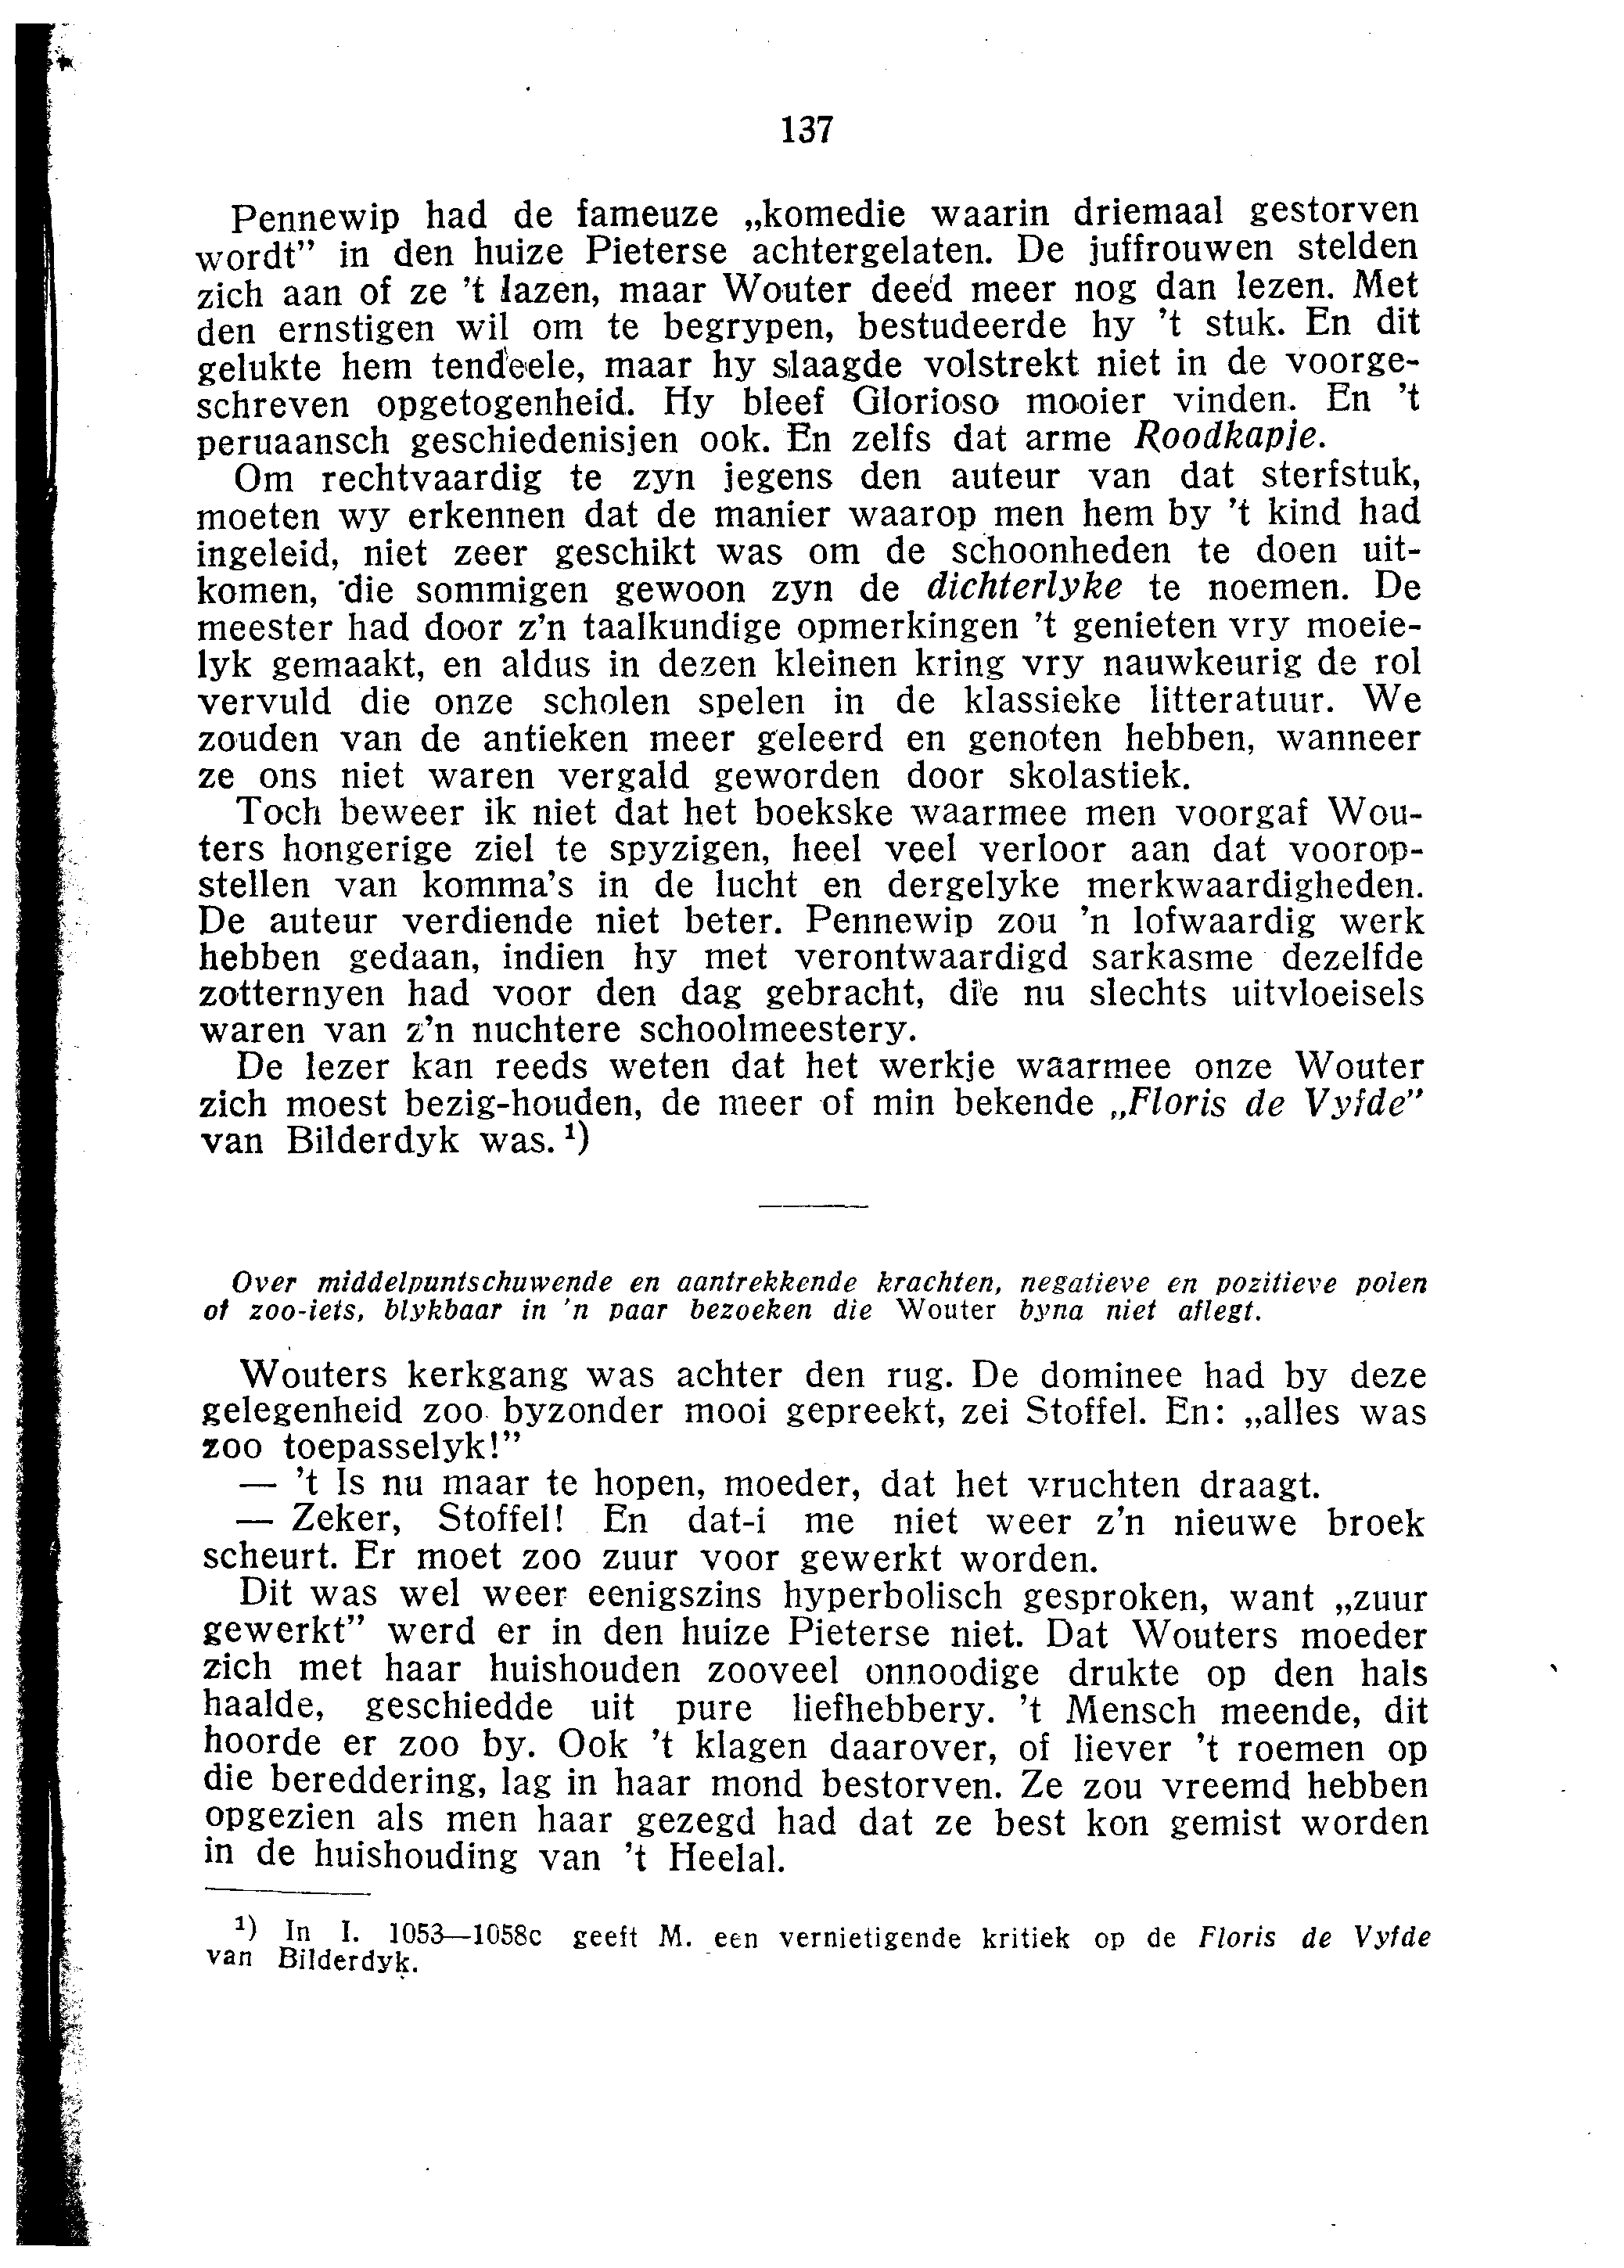 137
Pennewip had de fameuze „komedie waarin driemaal gestorven
wordt” in den huize Pieterse achtergelaten. De juffrouwen stelden
zich aan of ze 't lazen, maar Wouter deed meer nog dan lezen. Met
den ernstigen wil om te begrypen, bestudeerde hy 't stuk. En dit
gelukte hem tendeele, maar hy slaagde volstrekt niet in de voorge-
schreven opgetogenheid. Hy bleef Glorioso mooier vinden. En 't
peruaansch geschiedenisjen ook. En zelfs dat arme Roodkapje.
Om rechtvaardig te zyn jegens den auteur van dat sterfstuk,
moeten wy erkennen dat de manier waarop men hem by 't kind had
ingeleid, niet zeer geschikt was om de schoonheden te doen uit-
komen, die sommigen gewoon zyn de dichterlyke te noemen. De
meester had door z'n taalkundige opmerkingen 't genieten vry moeie-
lyk gemaakt, en aldus in dezen kleinen kring vry nauwkeurig de rol
vervuld die onze scholen spelen in de klassieke litteratuur. We
zouden van de antieken meer geleerd en genoten hebben, wanneer
ze ons niet waren vergald geworden door skolastiek.
Toch beweer ik niet dat het boekske waarmee men voorgaf Wou-
ters hongerige ziel te spyzigen, heel veel verloor aan dat voorop-
stellen van komma's in de lucht en dergelyke merkwaardigheden.
De auteur verdiende niet beter. Pennewip zou 'n lofwaardig werk
hebben gedaan, indien hy met verontwaardigd sarkasme dezelfde
zotternyen had voor den dag gebracht, die nu slechts uitvloeisels
waren van z'n nuchtere schoolmeestery.
De lezer kan reeds weten dat het werkje waarmee onze Wouter
zich moest bezig-houden, de meer of min bekende „Floris de Vyfde”
van Bilderdyk was. ¹)
Over middelpuntschuwende en aantrekkende krachten, negatieve en pozitieve polen
of zoo-iets, blykbaar in 'n paar bezoeken die Wouter byna niet aflegt.
Wouters kerkgang was achter den rug. De dominee had by deze
gelegenheid zoo byzonder mooi gepreekt, zei Stoffel. En: „alles was
zoo toepasselyk!”
— 't Is nu maar te hopen, moeder, dat het vruchten draagt.
— Zeker, Stoffel! En dat-i me niet weer z'n nieuwe broek
scheurt. Er moet zoo zuur voor gewerkt worden.
Dit was wel weer eenigszins hyperbolisch gesproken, want „zuur
gewerkt” werd er in den huize Pieterse niet. Dat Wouters moeder
zich met haar huishouden zooveel onnoodige drukte op den hals
haalde, geschiedde uit pure liefhebbery. 't Mensch meende, dit
hoorde er zoo by. Ook 't klagen daarover, of liever 't roemen op
die bereddering, lag in haar mond bestorven. Ze zou vreemd hebben
opgezien als men haar gezegd had dat ze best kon gemist worden
in de huishouding van 't Heelal.
¹) In I. 1053—1058c geeft M. een vernietigende kritiek op de Floris de Vyfde
van Bilderdyk.